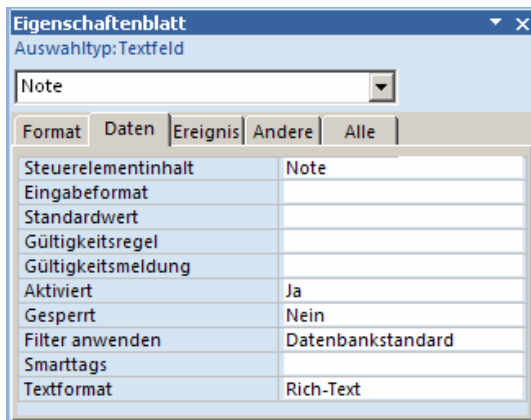 Eigenschaftenblatt
Auswahltyp:Textfeld
Note
Format Daten Ereignis Andere Alle
Steuerelementinhalt Note
Eingabeformat
Standardwert
Gültigkeitsregel
Gültigkeitsmeldung
Aktiviert Ja
Gesperrt Nein
Filter anwenden Datenbankstandard
Smarttags
Textformat Rich-Text